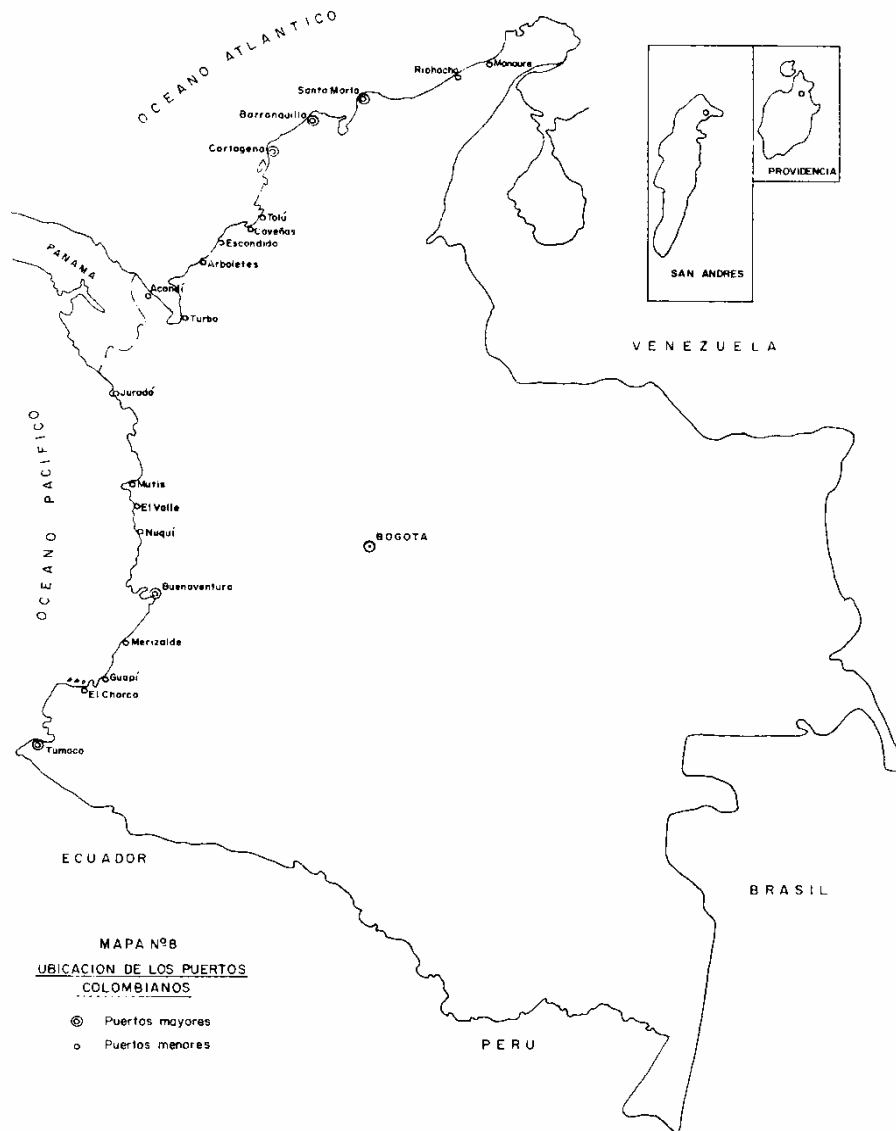 OCEANO ATLANTICO
Riohacha
Manaure
Santa Marta
Barranquilla
Cartagena
Tolú
Coveñas
Escondido
Arboletes
PANAMA
Acandí
Turbo
PROVIDENCIA
SAN ANDRES
VENEZUELA
Juradó
OCEANO PACIFICO
Mutis
El Valle
Nuquí
BOGOTA
Buenaventura
Merizalde
Guapí
El Charco
Tumaco
ECUADOR
BRASIL
MAPA Nº8
UBICACION DE LOS PUERTOS
COLOMBIANOS
Puertos mayores
Puertos menores
PERU